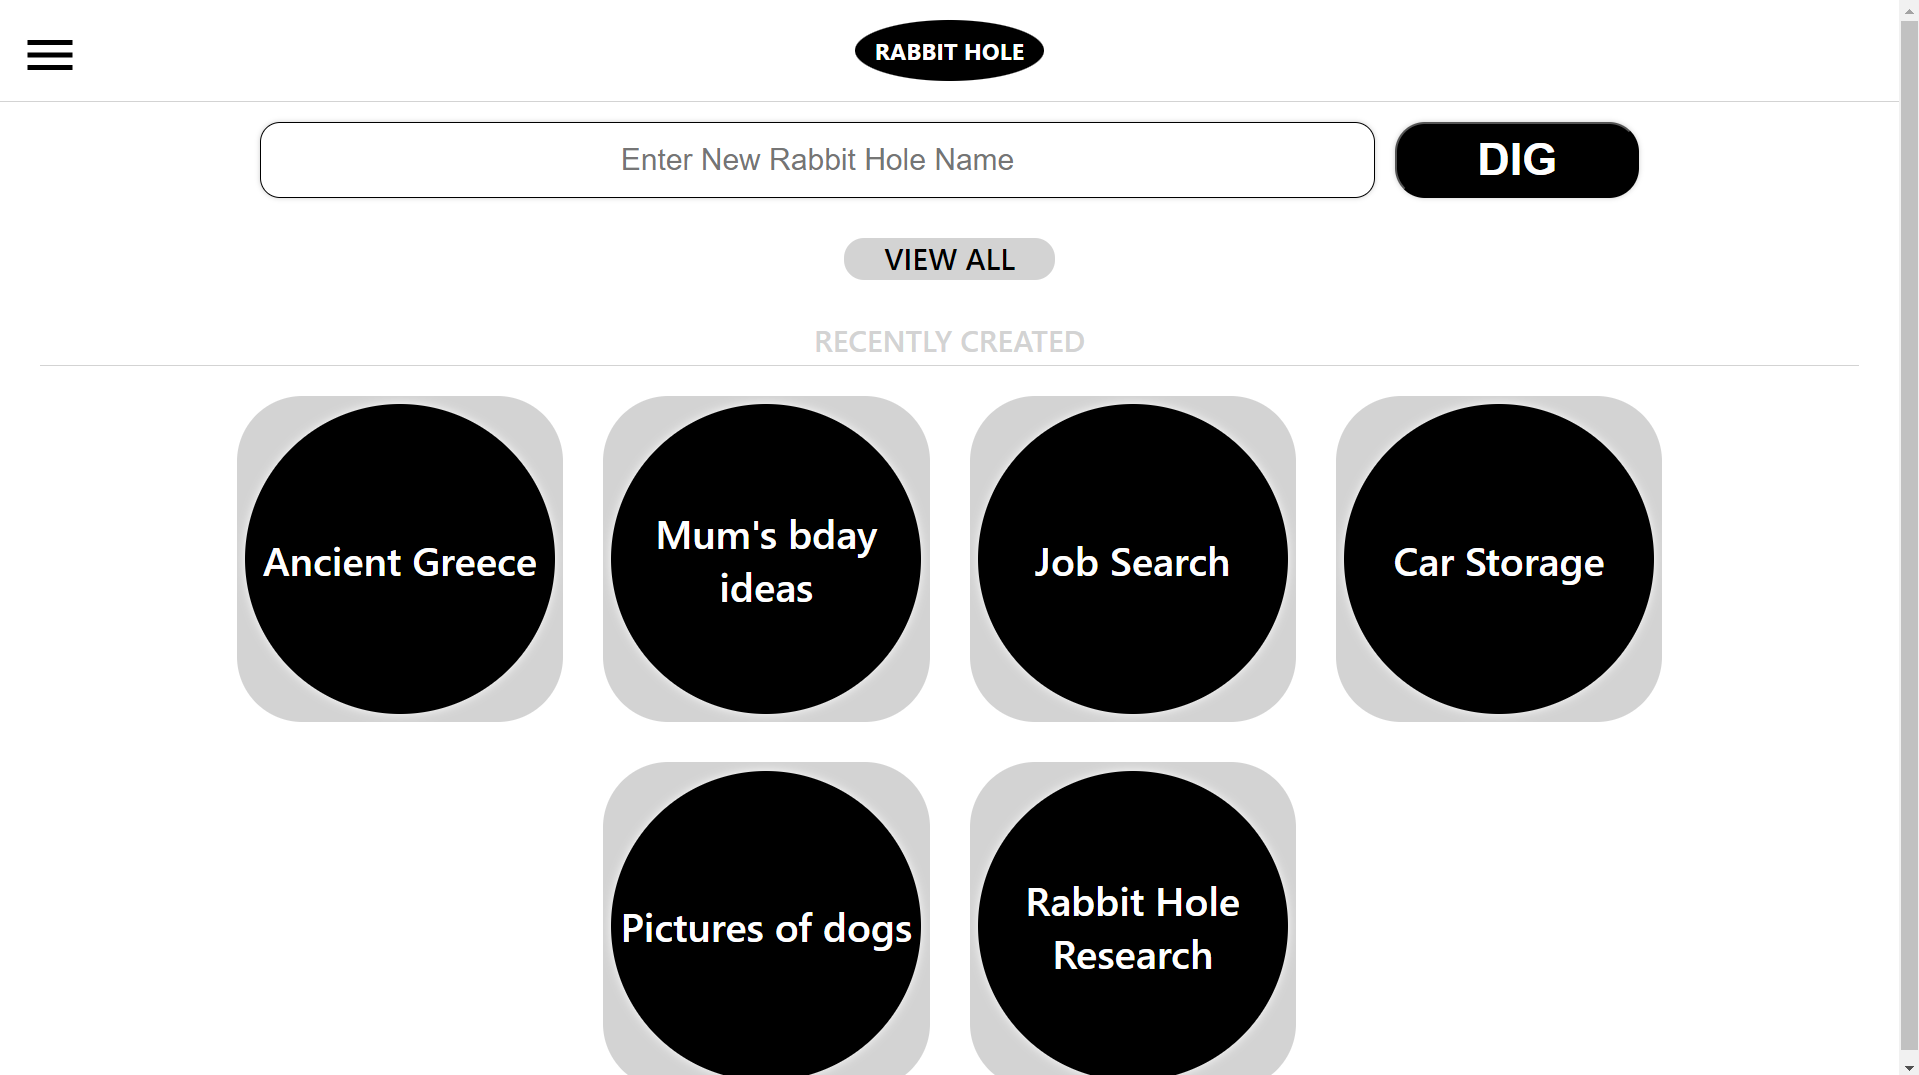 RABBIT HOLE
Enter New Rabbit Hole Name
DIG
VIEW ALL
RECENTLY CREATED
Ancient Greece
Mum's bday
ideas
Job Search
Car Storage
Pictures of dogs
Rabbit Hole
Research